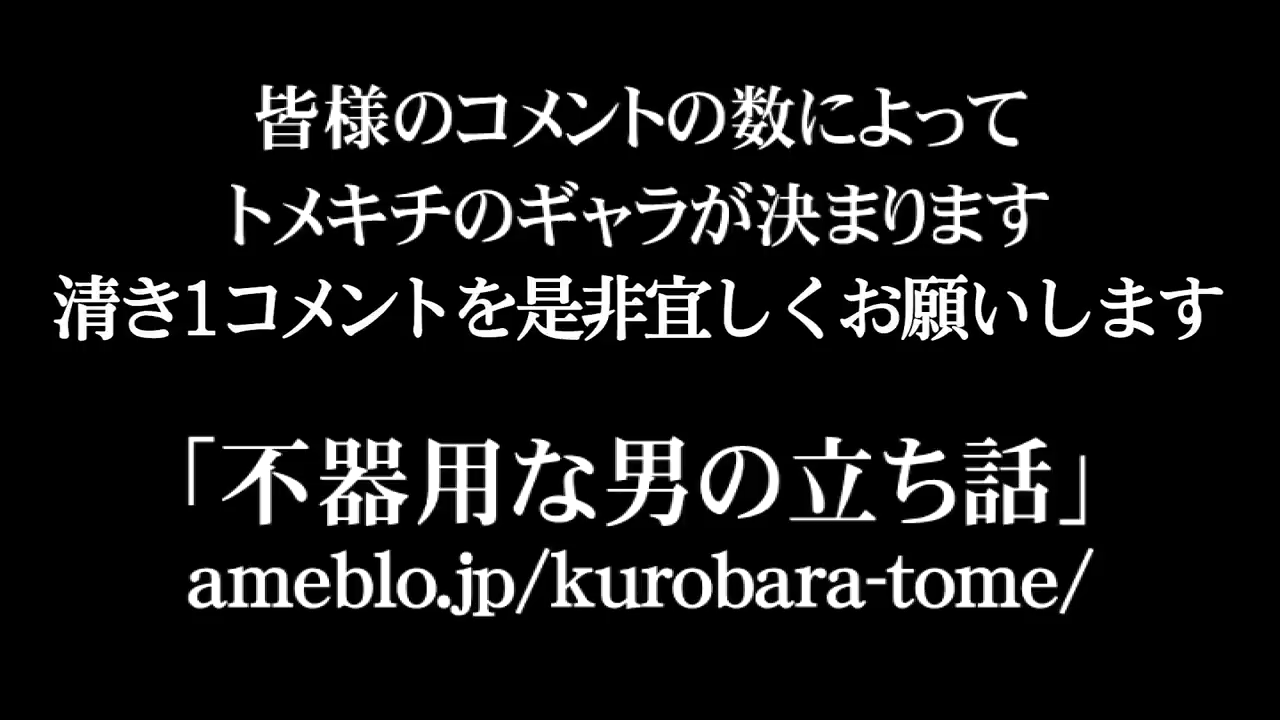 皆様のコメントの数によって
トメキチのギャラが決まります
清き1コメントを是非宜しくお願いします
「不器用な男の立ち話」
ameblo.jp/kurobara-tome/